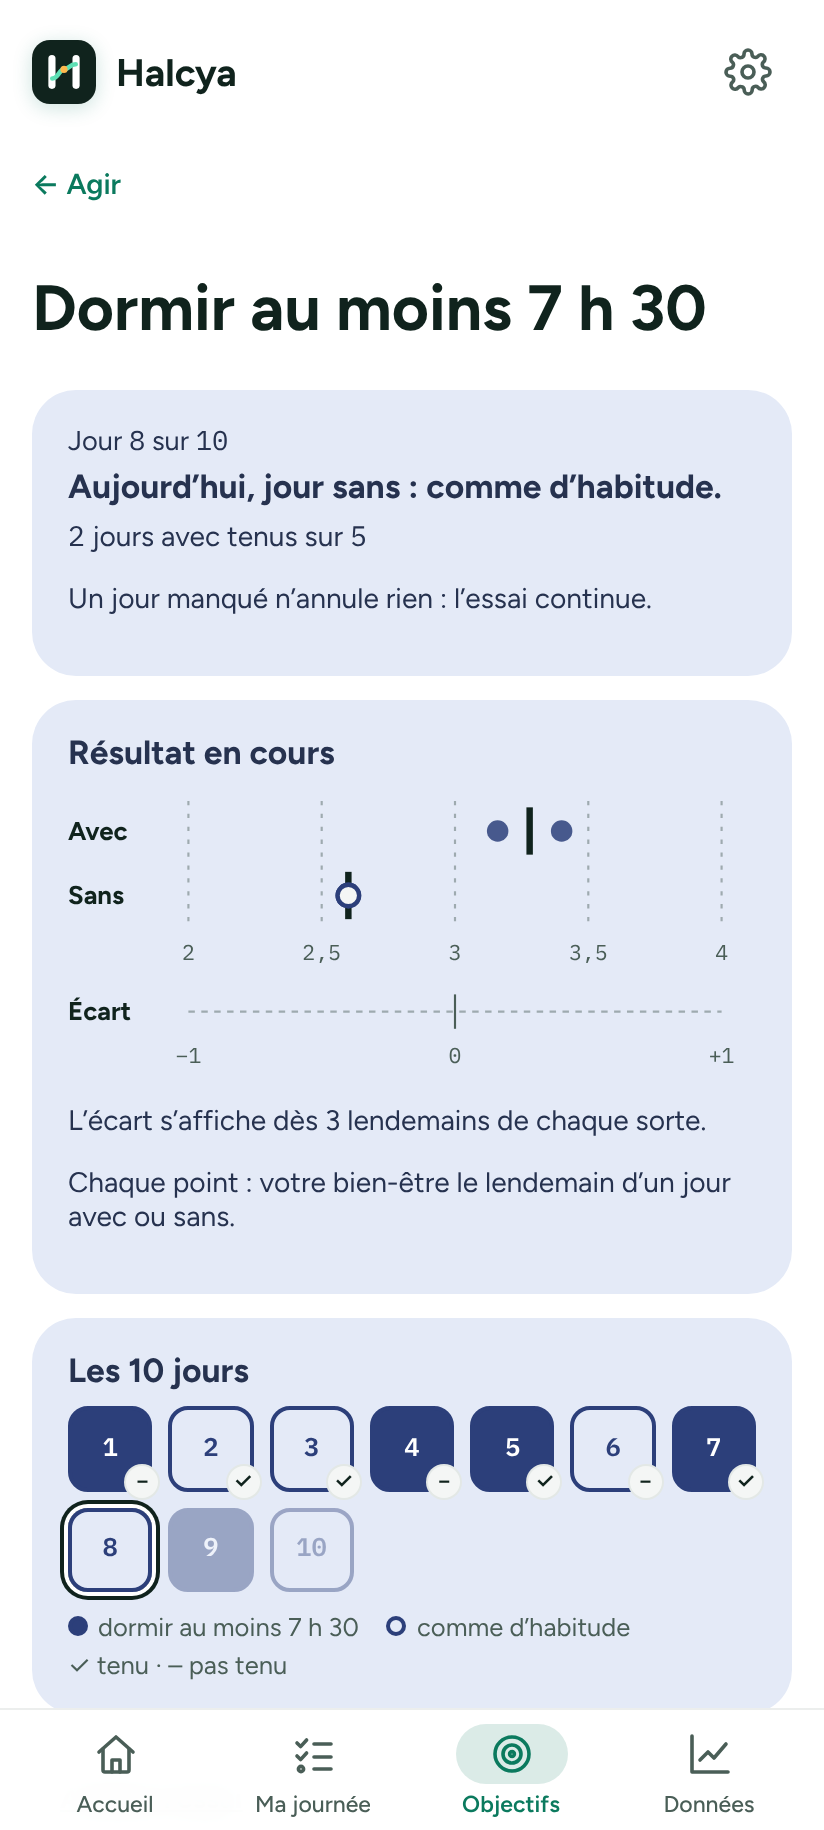 Halcya
← Agir
Dormir au moins 7 h 30
Jour 8 sur 10
Aujourd’hui, jour sans : comme d’habitude.
2 jours avec tenus sur 5
Un jour manqué n’annule rien : l’essai continue.
Résultat en cours
Avec
Sans
2 2,5 3 3,5 4
Écart
−1 0 +1
L’écart s’affiche dès 3 lendemains de chaque sorte.
Chaque point : votre bien-être le lendemain d’un jour
avec ou sans.
Les 10 jours
1 – 2 ✓ 3 ✓ 4 – 5 ✓ 6 – 7 ✓
8 9 10
dormir au moins 7 h 30 comme d’habitude
✓ tenu · – pas tenu
Accueil Ma journée Objectifs Données